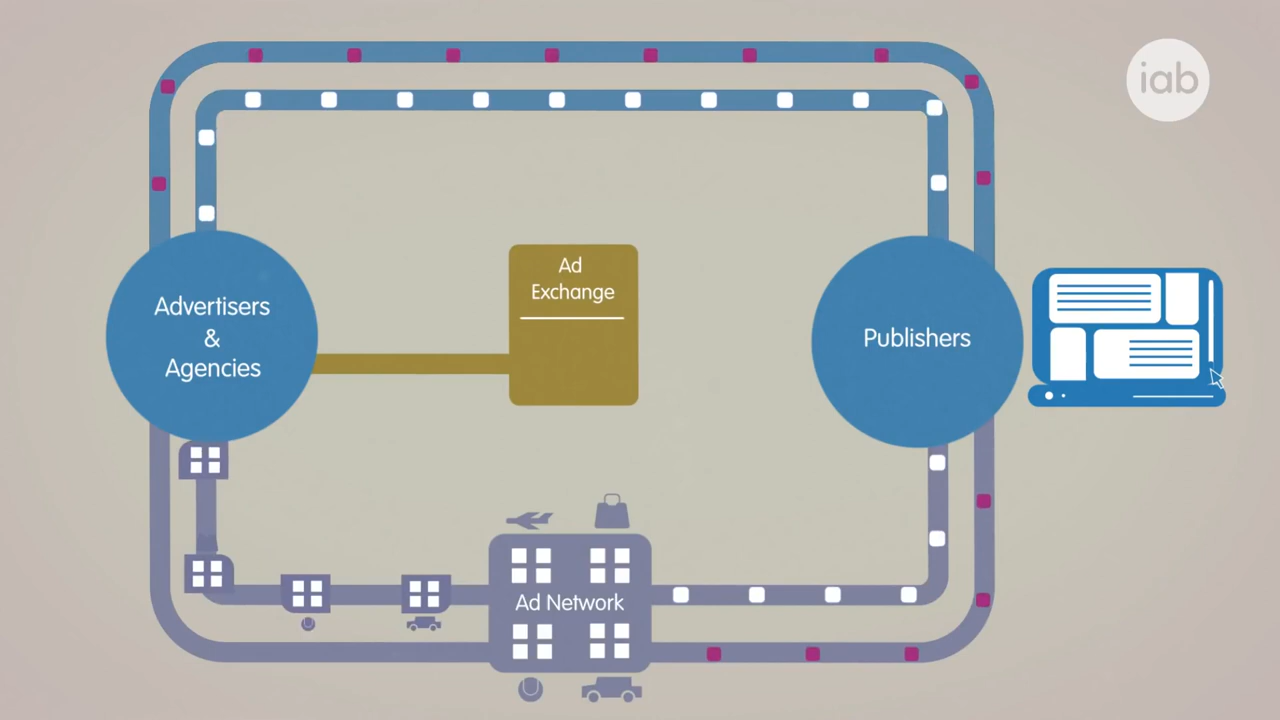 iab
Advertisers
&
Agencies
Ad
Exchange
Publishers
Ad Network